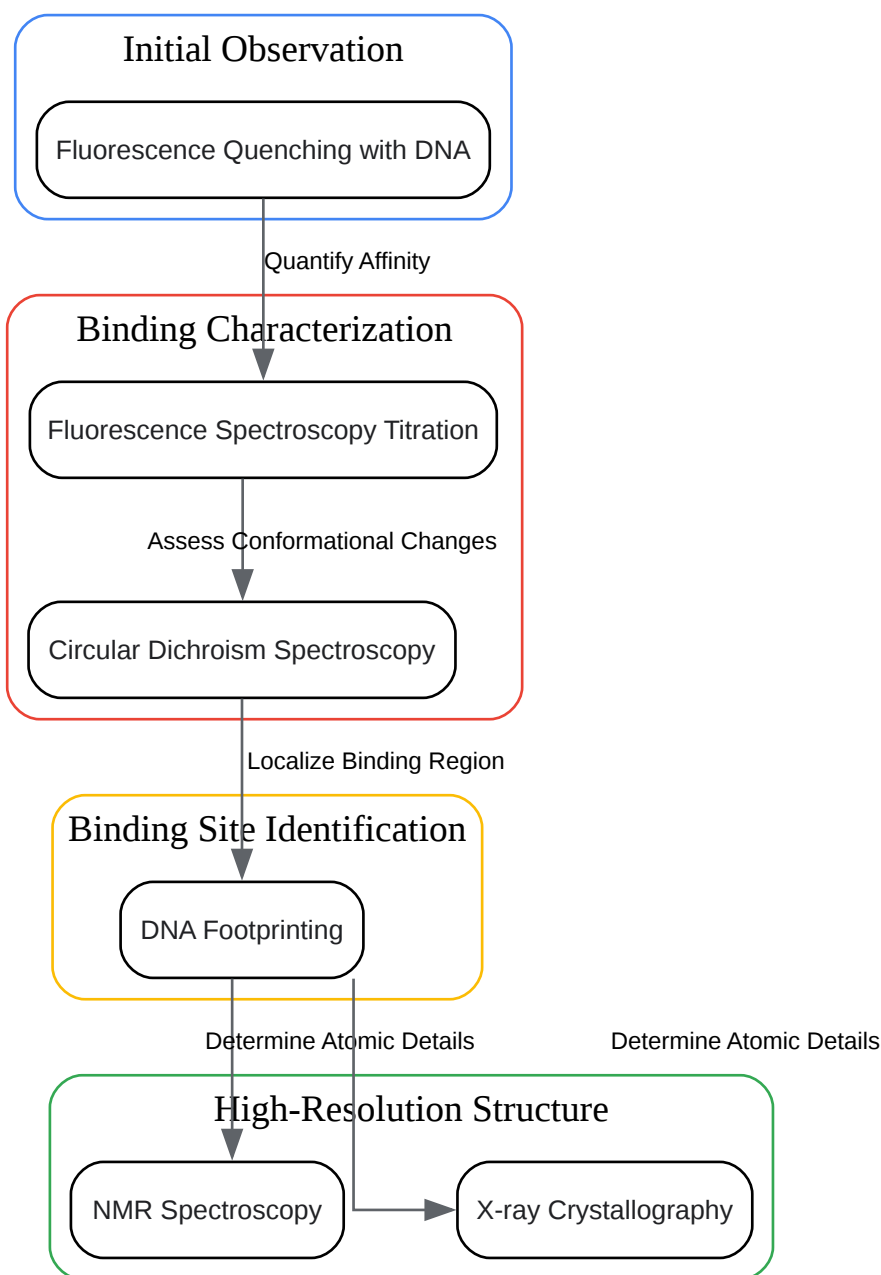 Initial Observation
Fluorescence Quenching with DNA
Quantify Affinity
Binding Characterization
Fluorescence Spectroscopy Titration
Assess Conformational Changes
Circular Dichroism Spectroscopy
Localize Binding Region
Binding Site Identification
DNA Footprinting
Determine Atomic Details
Determine Atomic Details
High-Resolution Structure
NMR Spectroscopy
X-ray Crystallography